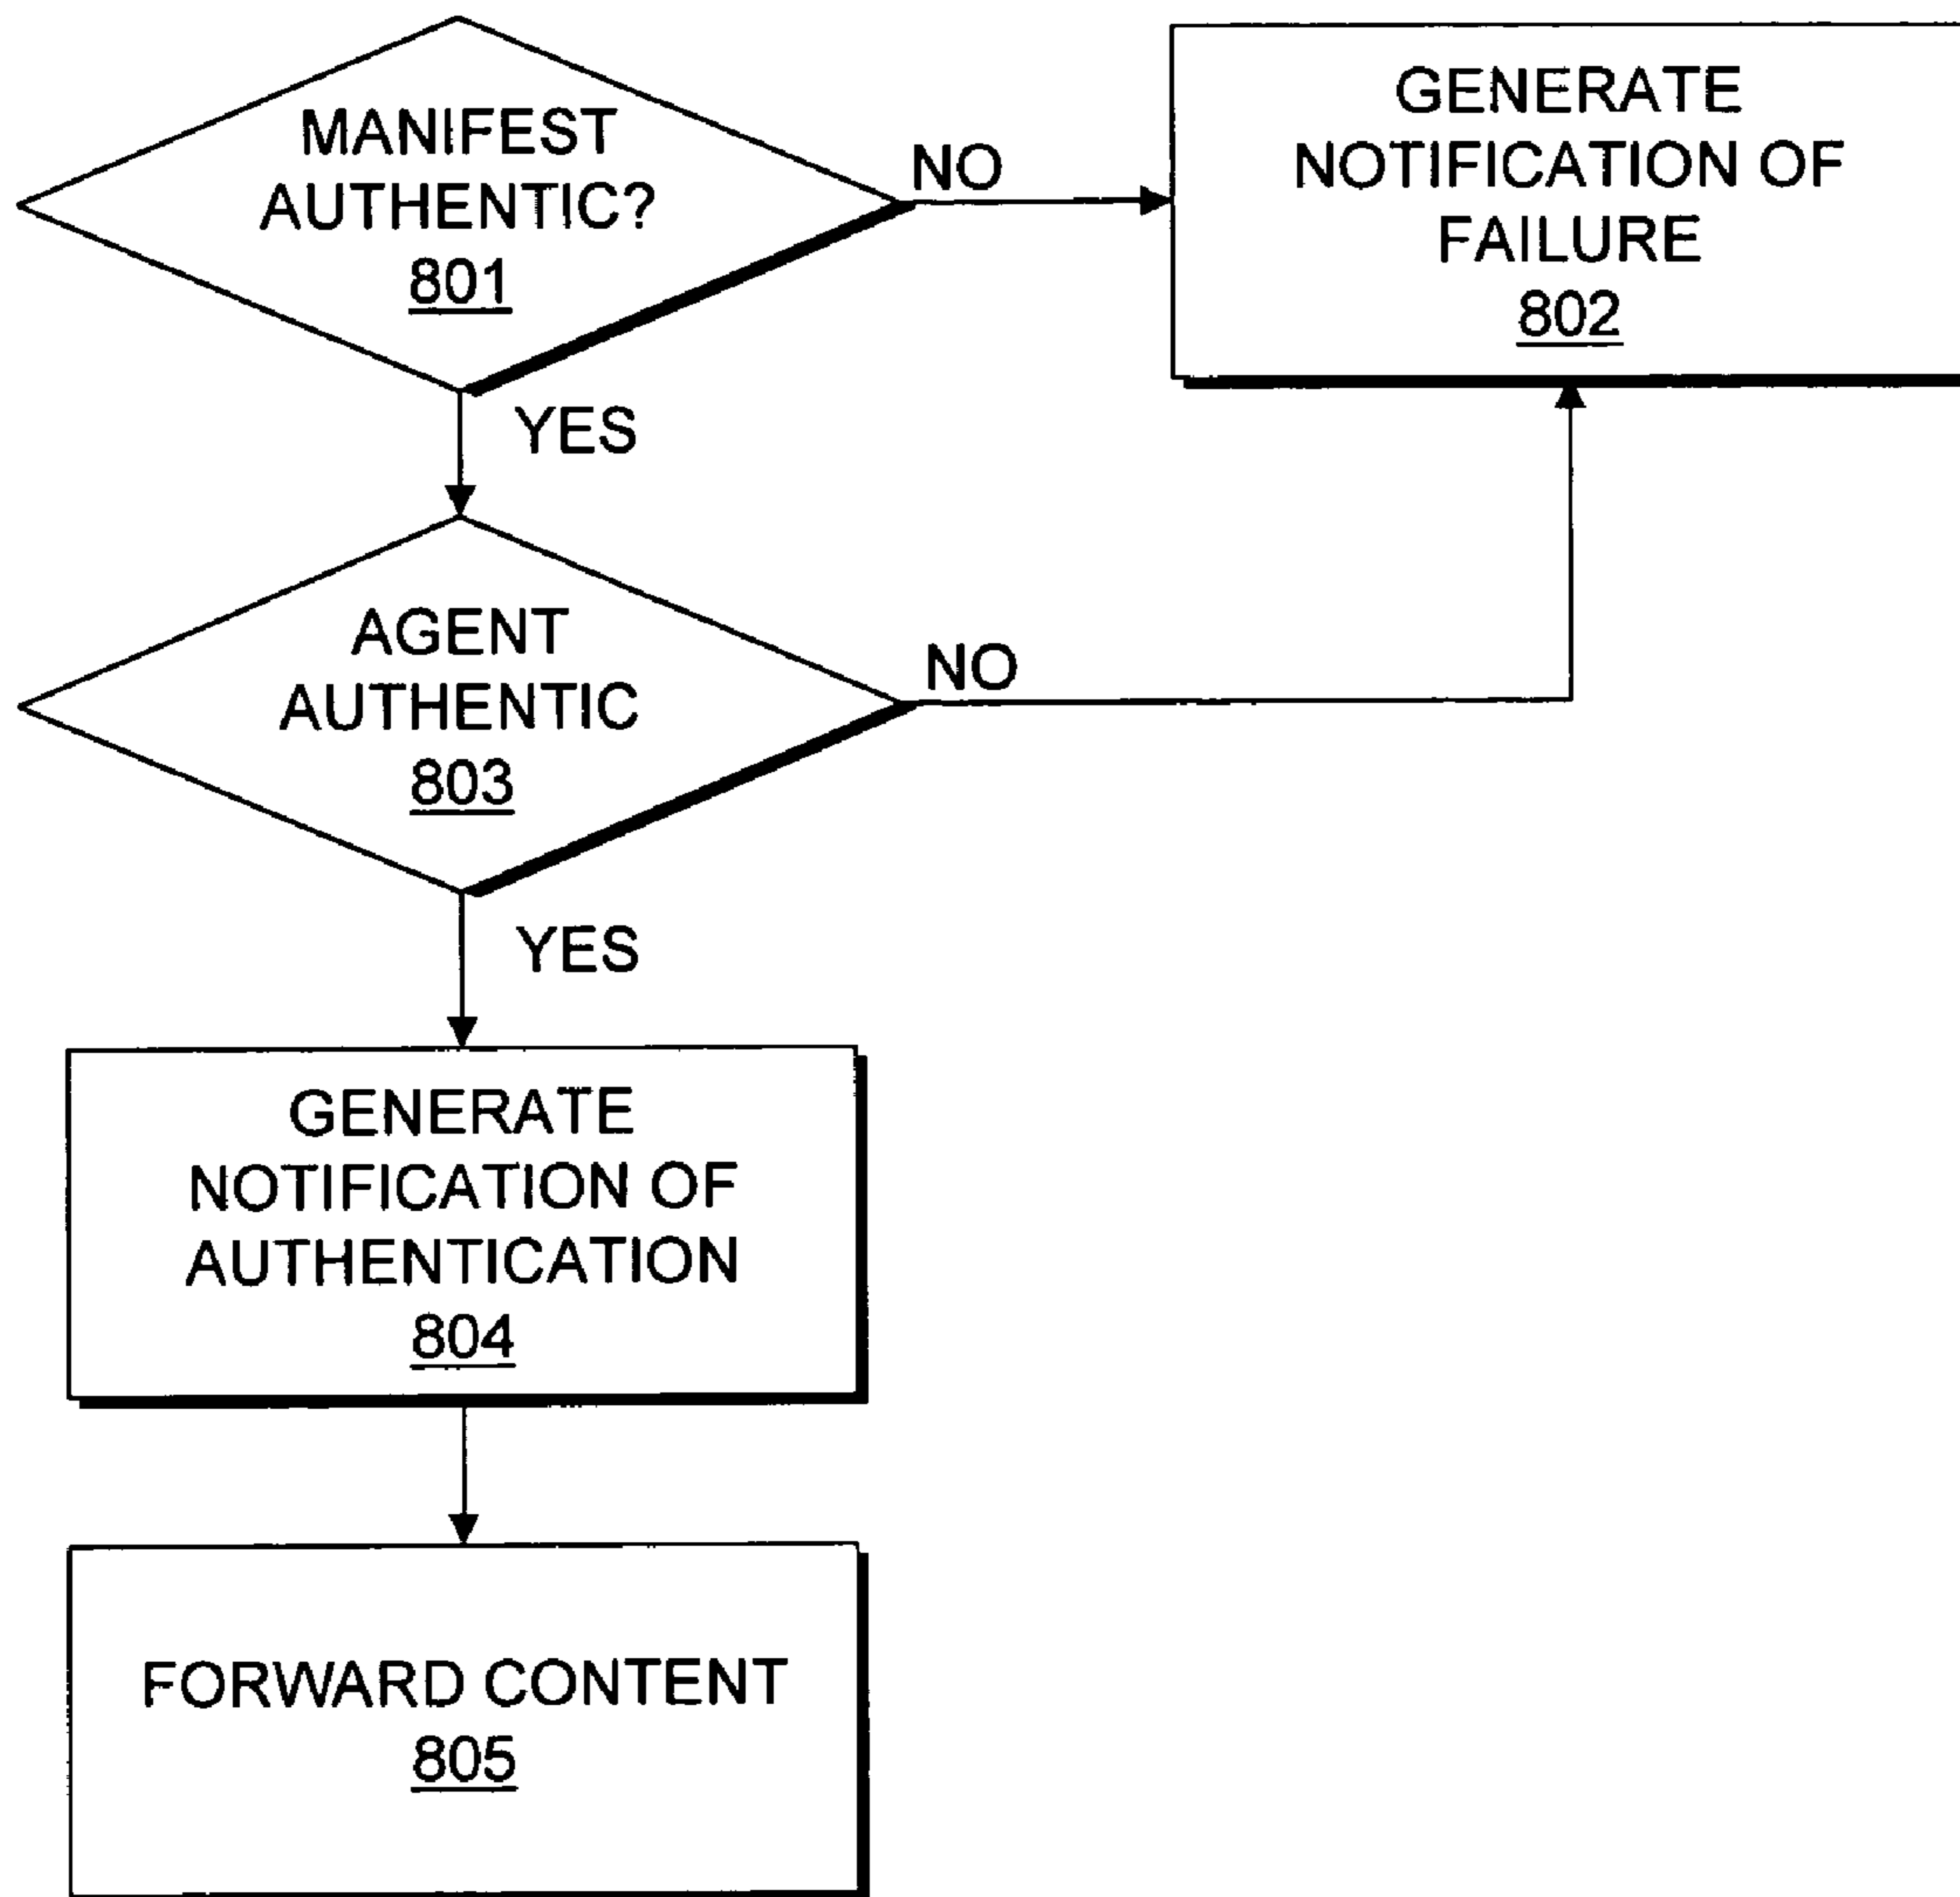 MANIFEST
AUTHENTIC?
801
NO
GENERATE
NOTIFICATION OF
FAILURE
802
YES
AGENT
AUTHENTIC
803
NO
YES
GENERATE
NOTIFICATION OF
AUTHENTICATION
804
FORWARD CONTENT
805